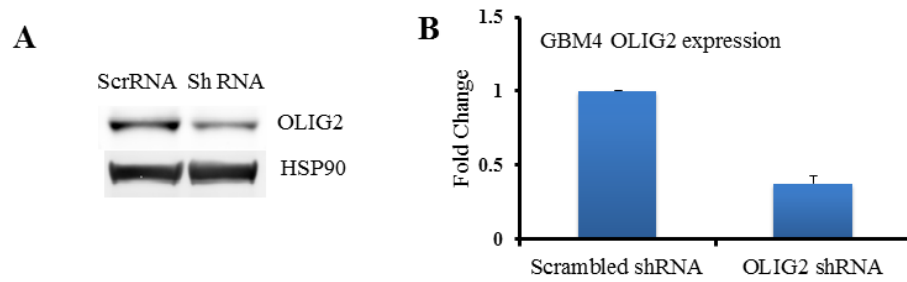 A
ScrRNA Sh RNA
OLIG2
HSP90
B
GBM4 OLIG2 expression
Fold Change
1.5
1
0.5
0
Scrambled shRNA OLIG2 shRNA